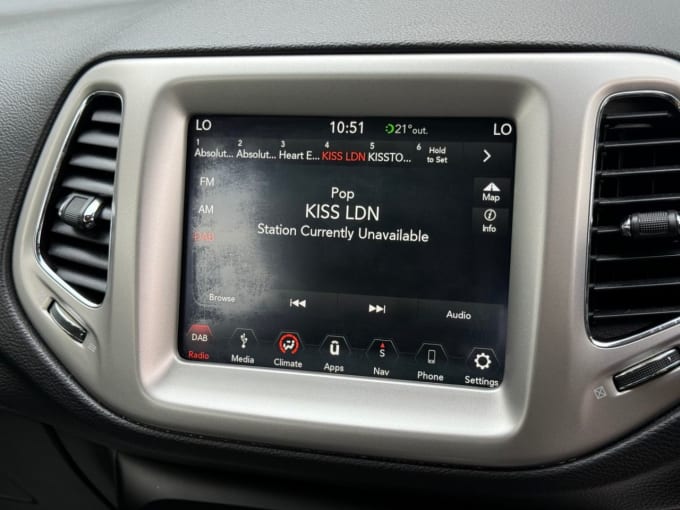 LO 10:51 21° out. LO
1 2 3 4 5 6 Hold to Set
Absolut... Absolut... Heart E... KISS LDN KISSTO...
FM
AM
DAB
Pop
KISS LDN
Station Currently Unavailable
Map
Info
Browse
Audio
DAB
Radio Media Climate Apps Nav Phone Settings
S